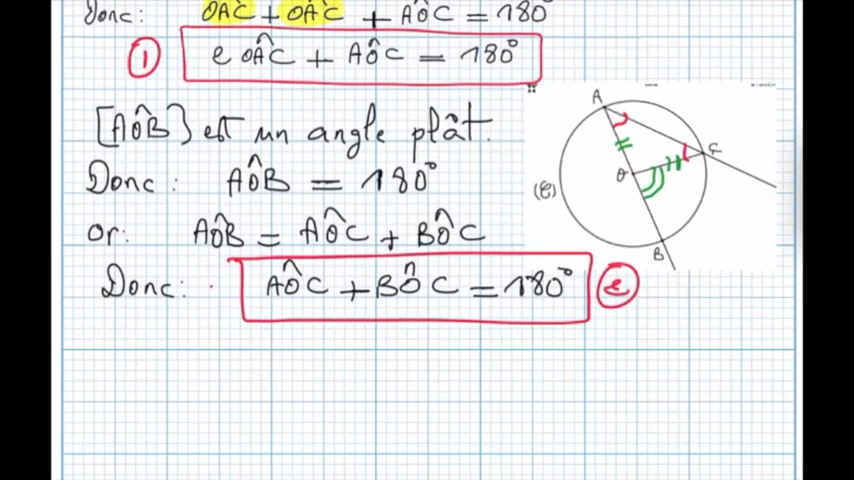 Donc: OÂC + OÂC + AÔC = 180°
① 2 OÂC + AÔC = 180°
[AÔB] est un angle plât.
Donc: AÔB = 180°
or: AÔB = AÔC + BÔC
Donc: AÔC + BÔC = 180° ②
A
C
O
(C)
B